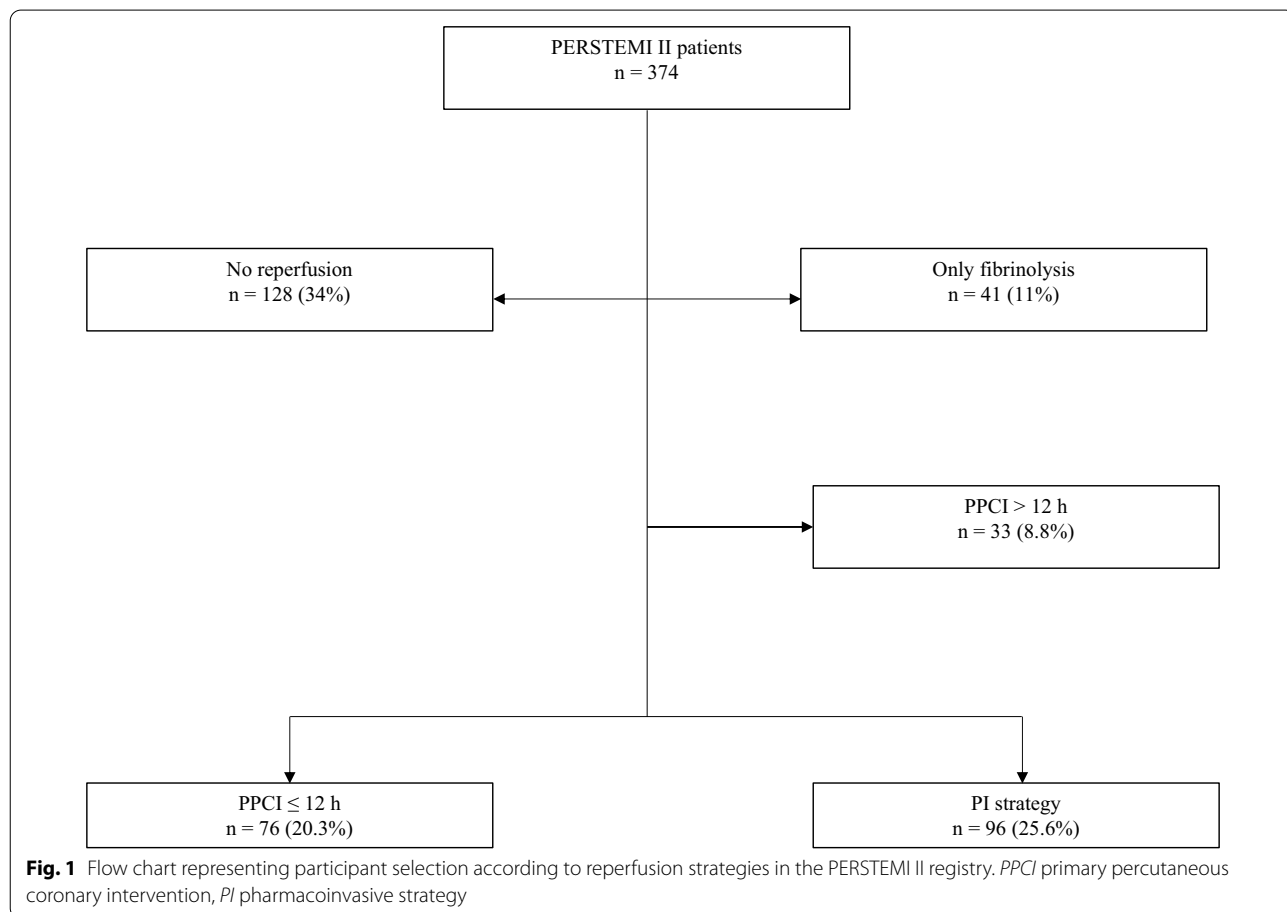 PERSTEMI II patients
n = 374
No reperfusion
n = 128 (34%)
Only fibrinolysis
n = 41 (11%)
PPCI > 12 h
n = 33 (8.8%)
PPCI ≤ 12 h
n = 76 (20.3%)
PI strategy
n = 96 (25.6%)
Fig. 1 Flow chart representing participant selection according to reperfusion strategies in the PERSTEMI II registry. PPCI primary percutaneous
coronary intervention, PI pharmacoinvasive strategy